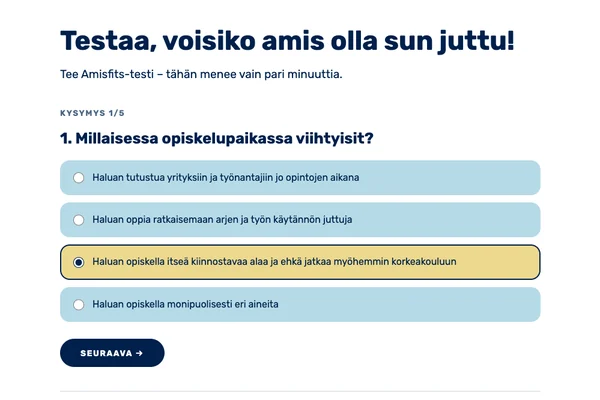 Testaa, voisiko amis olla sun juttu!
Tee Amisfits-testi – tähän menee vain pari minuuttia.
KYSYMYS 1/5
1. Millaisessa opiskelupaikassa viihtyisit?
Haluan tutustua yrityksiin ja työnantajiin jo opintojen aikana
Haluan oppia ratkaisemaan arjen ja työn käytännön juttuja
Haluan opiskella itseä kiinnostavaa alaa ja ehkä jatkaa myöhemmin korkeakouluun
Haluan opiskella monipuolisesti eri aineita
SEURAAVA →